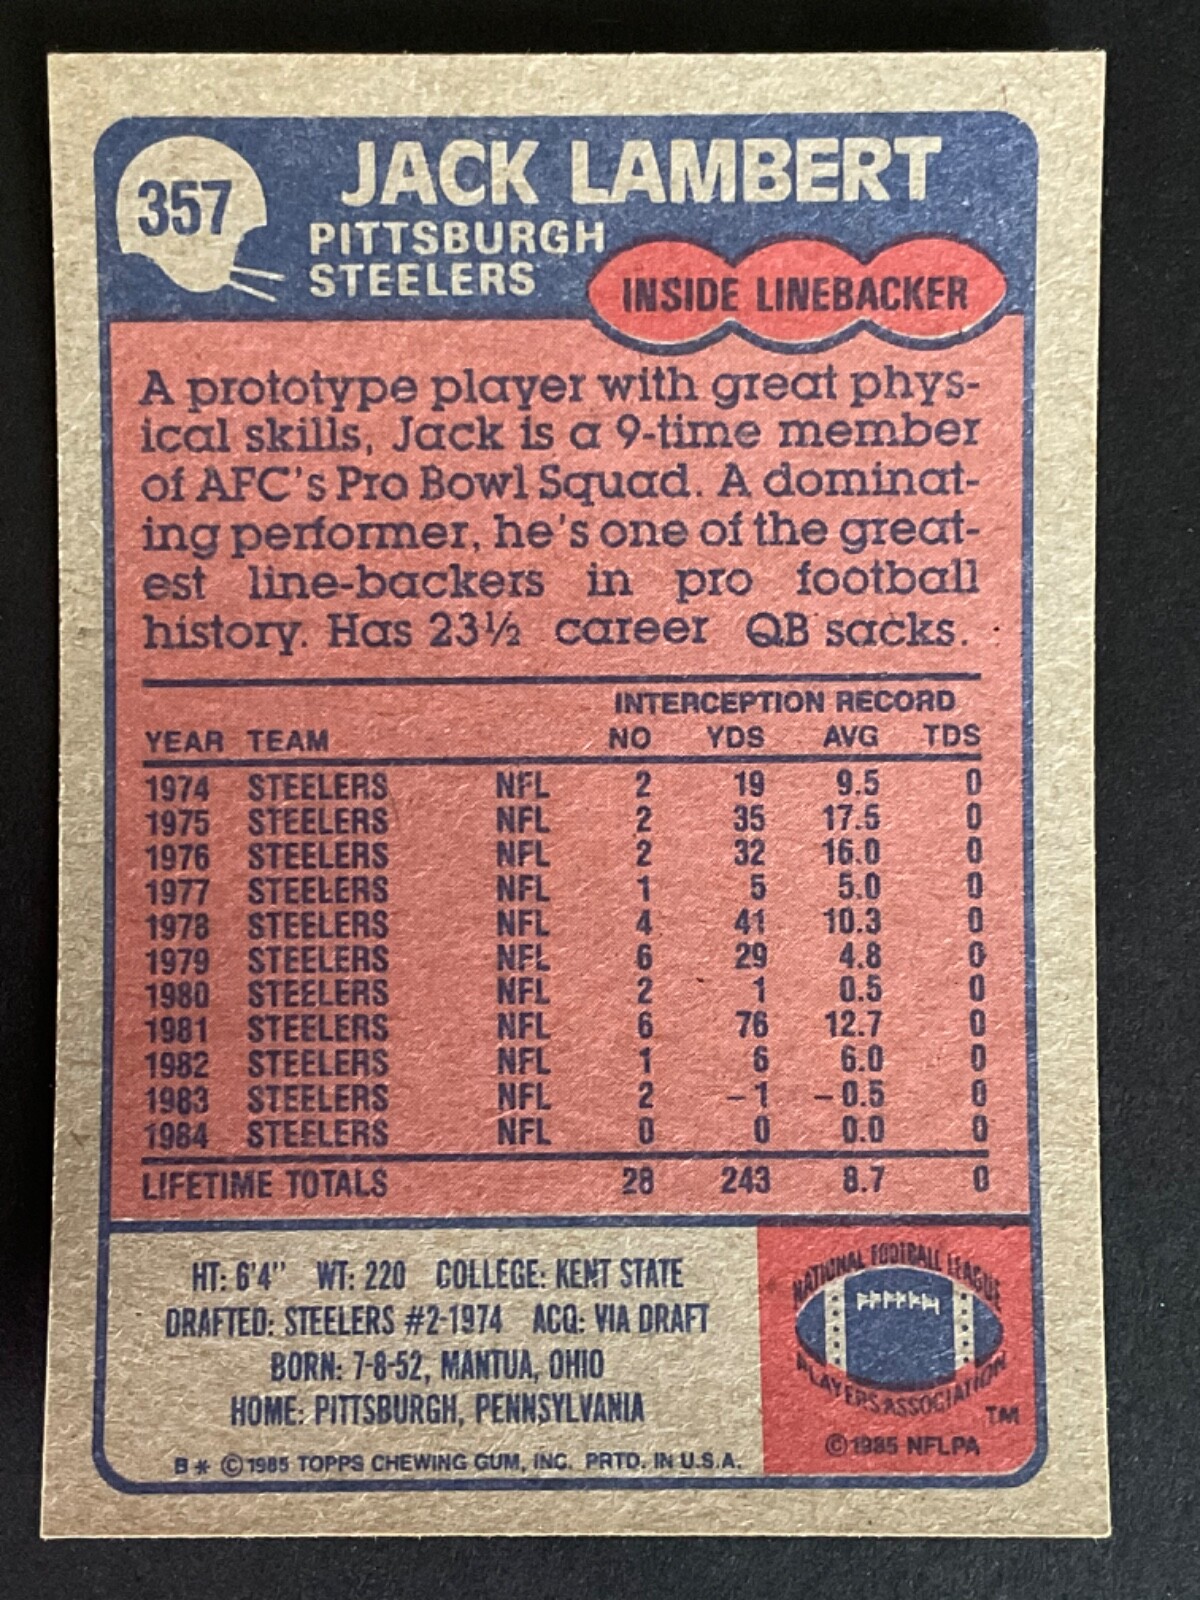 357
JACK LAMBERT
PITTSBURGH
STEELERS
INSIDE LINEBACKER
A prototype player with great phys-
ical skills, Jack is a 9-time member
of AFC's Pro Bowl Squad. A dominat-
ing performer, he's one of the great-
est line-backers in pro football
history. Has 23½ career QB sacks.
INTERCEPTION RECORD
YEAR TEAM NO YDS AVG TDS
1974 STEELERS NFL 2 19 9.5 0
1975 STEELERS NFL 2 35 17.5 0
1976 STEELERS NFL 2 32 16.0 0
1977 STEELERS NFL 1 5 5.0 0
1978 STEELERS NFL 4 41 10.3 0
1979 STEELERS NFL 6 29 4.8 0
1980 STEELERS NFL 2 1 0.5 0
1981 STEELERS NFL 6 76 12.7 0
1982 STEELERS NFL 1 6 6.0 0
1983 STEELERS NFL 2 -1 -0.5 0
1984 STEELERS NFL 0 0 0.0 0
LIFETIME TOTALS 28 243 8.7 0
HT: 6'4" WT: 220 COLLEGE: KENT STATE
DRAFTED: STEELERS #2-1974 ACQ: VIA DRAFT
BORN: 7-8-52, MANTUA, OHIO
HOME: PITTSBURGH, PENNSYLVANIA
B* ©1985 TOPPS CHEWING GUM, INC. PRTD. IN U.S.A.
NATIONAL FOOTBALL LEAGUE
PLAYERS ASSOCIATION
TM
©1985 NFLPA